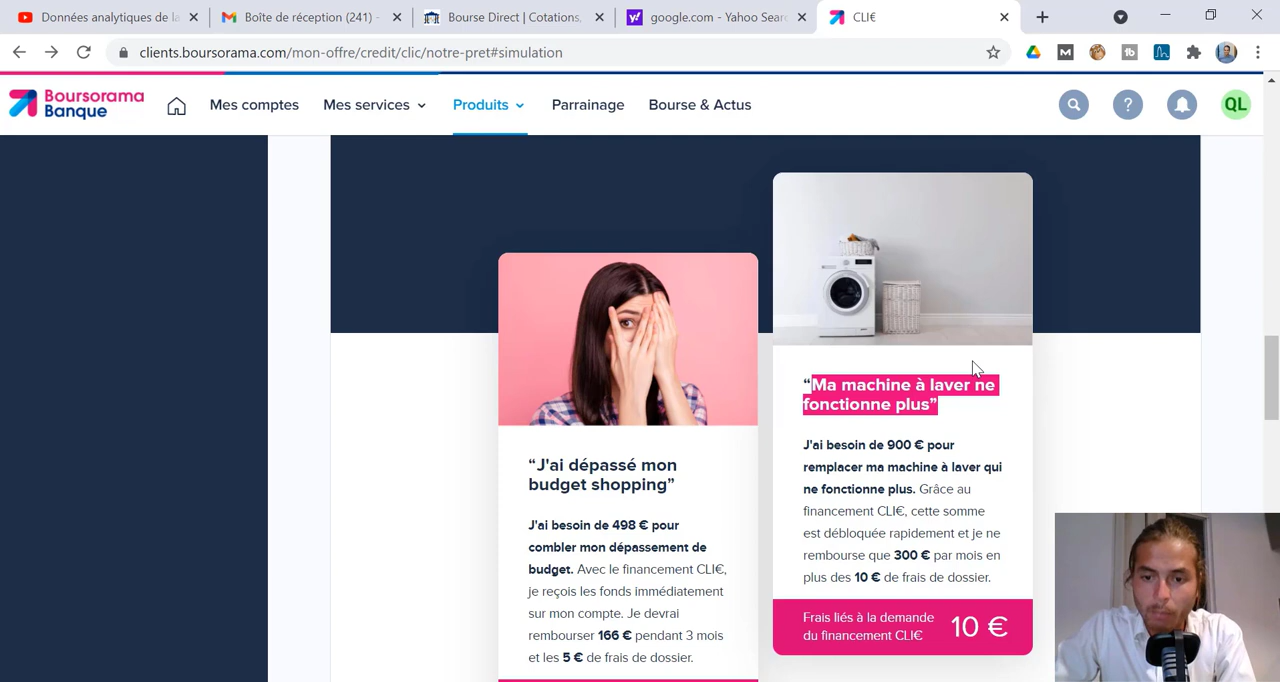 Données analytiques de la
Boîte de réception (241) -
Bourse Direct | Cotations,
google.com - Yahoo Sear
CLI€
clients.boursorama.com/mon-offre/credit/clic/notre-pret#simulation
M
tb
Boursorama
Banque
Mes comptes
Mes services
Produits
Parrainage
Bourse & Actus
?
QL
“J'ai dépassé mon
budget shopping”
J'ai besoin de 498 € pour
combler mon dépassement de
budget. Avec le financement CLI€,
je reçois les fonds immédiatement
sur mon compte. Je devrai
rembourser 166 € pendant 3 mois
et les 5 € de frais de dossier.
“Ma machine à laver ne
fonctionne plus”
J'ai besoin de 900 € pour
remplacer ma machine à laver qui
ne fonctionne plus. Grâce au
financement CLI€, cette somme
est débloquée rapidement et je ne
rembourse que 300 € par mois en
plus des 10 € de frais de dossier.
Frais liés à la demande
du financement CLI€
10 €